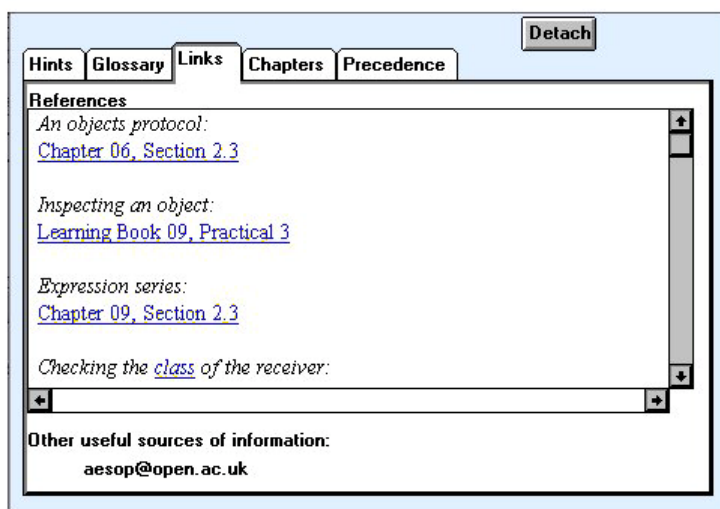 Detach
Hints Glossary Links Chapters Precedence
References
An objects protocol:
Chapter 06, Section 2.3
Inspecting an object:
Learning Book 09, Practical 3
Expression series:
Chapter 09, Section 2.3
Checking the class of the receiver:
Other useful sources of information:
aesop@open.ac.uk